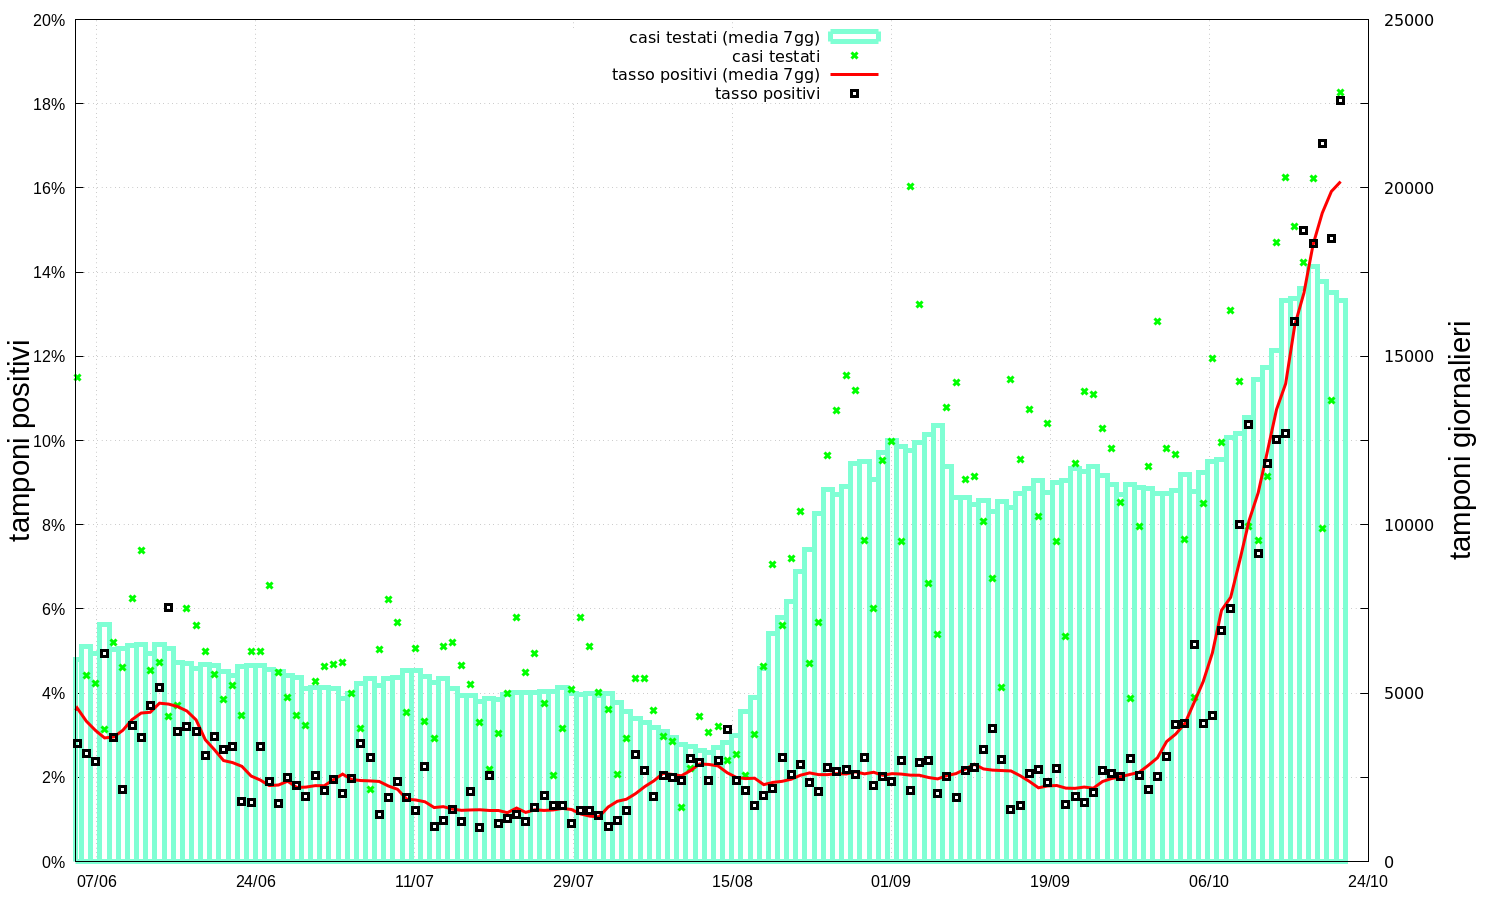 casi testati (media 7gg)
casi testati
tasso positivi (media 7gg)
tasso positivi
tamponi positivi
20%
18%
16%
14%
12%
10%
8%
6%
4%
2%
0%
25000
20000
15000
10000
5000
0
tamponi giornalieri
07/06 24/06 11/07 29/07 15/08 01/09 19/09 06/10 24/10